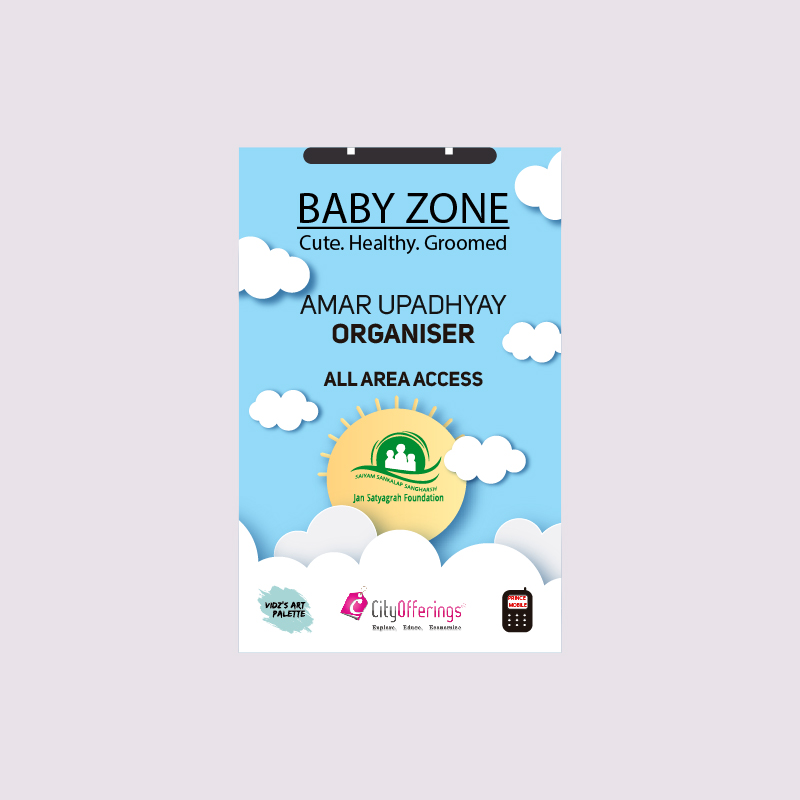 BABY ZONE
Cute. Healthy. Groomed
AMAR UPADHYAY
ORGANISER
ALL AREA ACCESS
SAIYAM SANKALAP SANGHARSH
Jan Satyagrah Foundation
VIDZ'S ART
PALETTE
CityOfferings
Explore. Educe. Economize
PRINCE
MOBILE